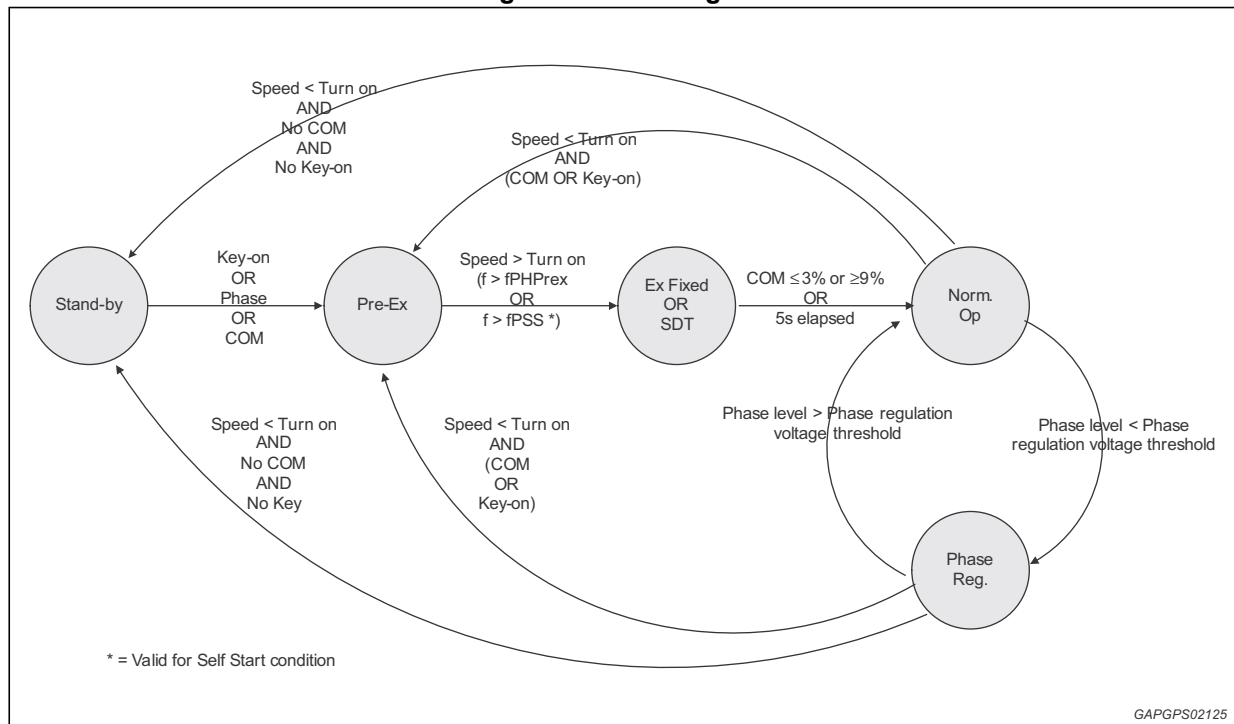 Speed < Turn on
AND
No COM
AND
No Key-on
Speed < Turn on
AND
(COM OR Key-on)
Stand-by
Key-on
OR
Phase
OR
COM
Pre-Ex
Speed > Turn on
(f > fPHPrex
OR
f > fPSS *)
Ex Fixed
OR
SDT
COM ≤3% or ≥9%
OR
5s elapsed
Norm.
Op
Speed < Turn on
AND
No COM
AND
No Key
Speed < Turn on
AND
(COM
OR
Key-on)
Phase level > Phase regulation
voltage threshold
Phase level < Phase
regulation voltage threshold
Phase
Reg.
* = Valid for Self Start condition
GAPGPS02125